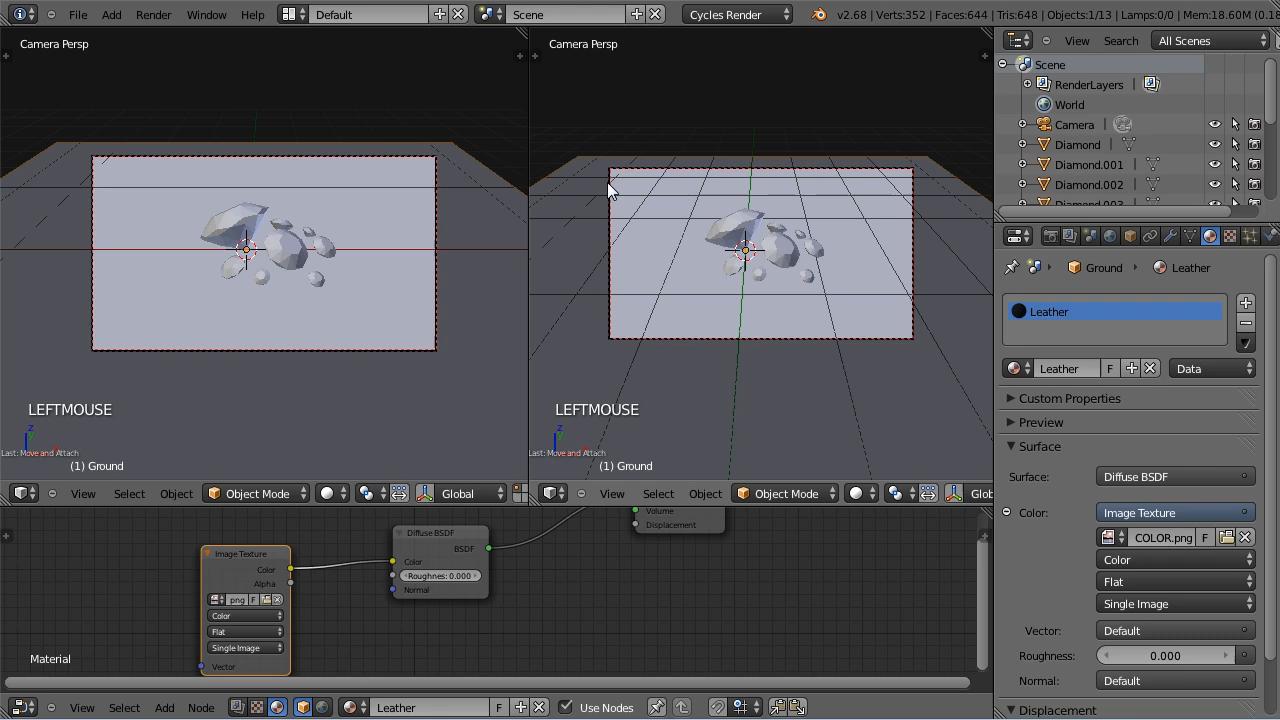 File Add Render Window Help Default Scene Cycles Render v2.68 | Verts:352 | Faces:644 | Tris:648 | Objects:1/13 | Lamps:0/0 | Mem:18.60M (0.18
Camera Persp
Camera Persp
LEFTMOUSE
LEFTMOUSE
z
y
z
y
Last: Move and Attach
Last: Move and Attach
(1) Ground
(1) Ground
View Select Object Object Mode Global
View Select Object Object Mode Glob
View Search All Scenes
Scene
RenderLayers |
World
Camera |
Diamond |
Diamond.001 |
Diamond.002 |
Diamond.003
Ground Leather
Leather
Leather F Data
Custom Properties
Preview
Surface
Surface: Diffuse BSDF
Color: Image Texture
COLOR.png F
Color
Flat
Single Image
Vector: Default
Roughness: 0.000
Normal: Default
Displacement
Volume
Displacement
Diffuse BSDF
BSDF
Color
Roughnes: 0.000
Normal
Image Texture
Color
Alpha
png F
Color
Flat
Single Image
Vector
Material
View Select Add Node Leather F Use Nodes